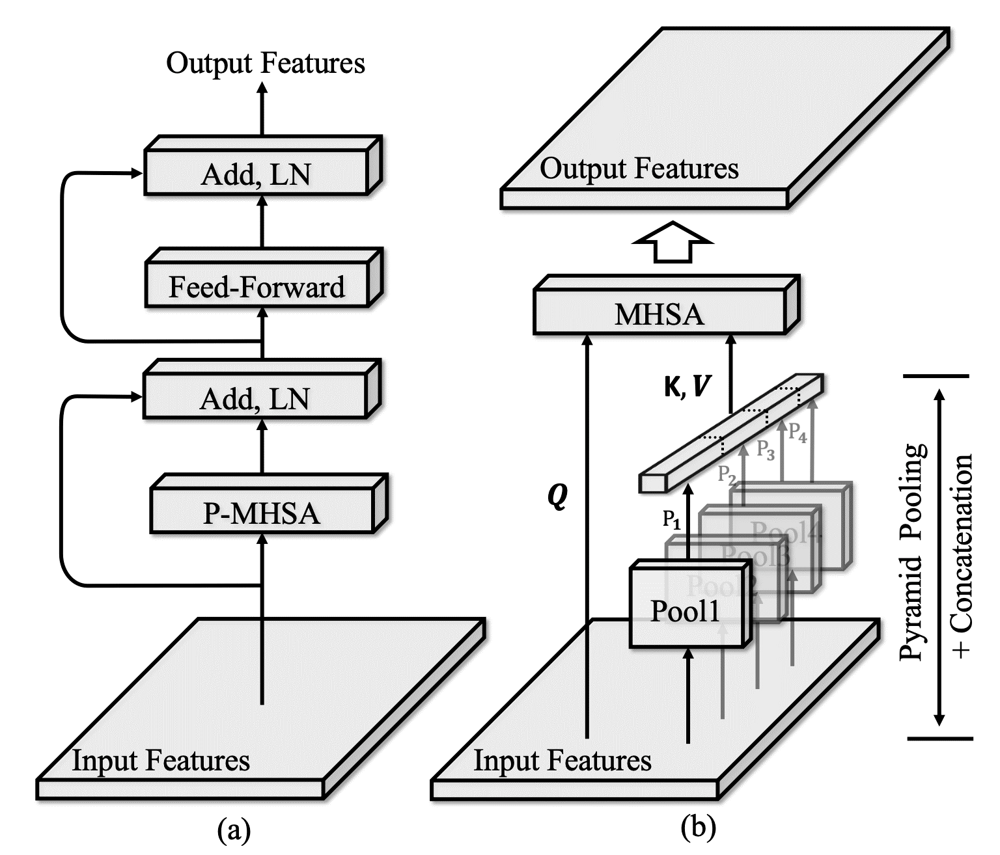 Output Features
Add, LN
Feed-Forward
Add, LN
P-MHSA
Input Features
(a)
Output Features
MHSA
K, V
Q
P4
P3
P2
P1
Pool4
Pool3
Pool2
Pool1
Input Features
Pyramid Pooling
+ Concatenation
(b)